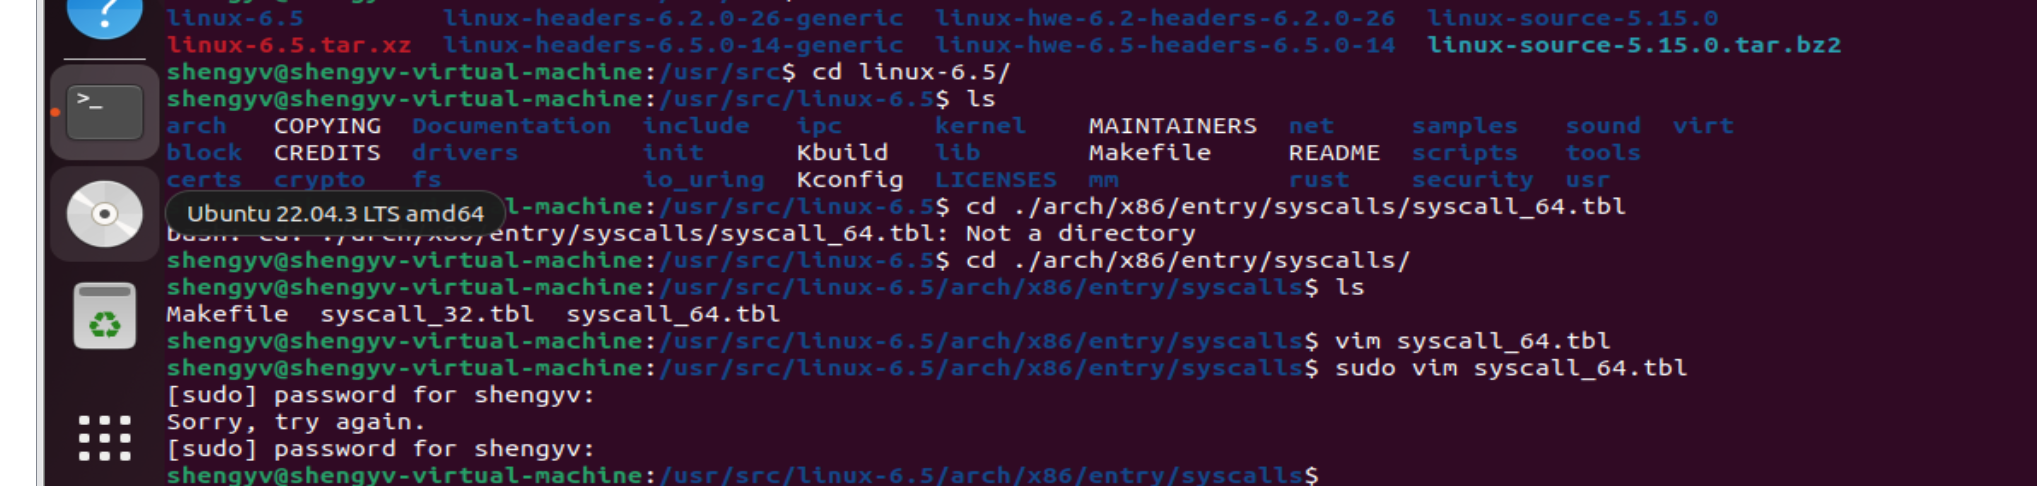 linux-6.5 linux-headers-6.2.0-26-generic linux-hwe-6.2-headers-6.2.0-26 linux-source-5.15.0
linux-6.5.tar.xz linux-headers-6.5.0-14-generic linux-hwe-6.5-headers-6.5.0-14 linux-source-5.15.0.tar.bz2
shengyv@shengyv-virtual-machine:/usr/src$ cd linux-6.5/
shengyv@shengyv-virtual-machine:/usr/src/linux-6.5$ ls
arch COPYING Documentation include ipc kernel MAINTAINERS net samples sound virt
block CREDITS drivers init Kbuild lib Makefile README scripts tools
certs crypto fs io_uring Kconfig LICENSES mm rust security usr
Ubuntu 22.04.3 LTS amd64
l-machine:/usr/src/linux-6.5$ cd ./arch/x86/entry/syscalls/syscall_64.tbl
bash: cd: ./arch/x86/entry/syscalls/syscall_64.tbl: Not a directory
shengyv@shengyv-virtual-machine:/usr/src/linux-6.5$ cd ./arch/x86/entry/syscalls/
shengyv@shengyv-virtual-machine:/usr/src/linux-6.5/arch/x86/entry/syscalls$ ls
Makefile syscall_32.tbl syscall_64.tbl
shengyv@shengyv-virtual-machine:/usr/src/linux-6.5/arch/x86/entry/syscalls$ vim syscall_64.tbl
shengyv@shengyv-virtual-machine:/usr/src/linux-6.5/arch/x86/entry/syscalls$ sudo vim syscall_64.tbl
[sudo] password for shengyv:
Sorry, try again.
[sudo] password for shengyv:
shengyv@shengyv-virtual-machine:/usr/src/linux-6.5/arch/x86/entry/syscalls$